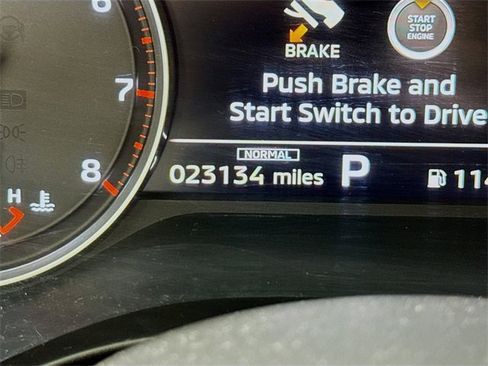 6
START
STOP
ENGINE
BRAKE
7
Push Brake and
Start Switch to Drive
8
NORMAL
023134 miles
P
114
H